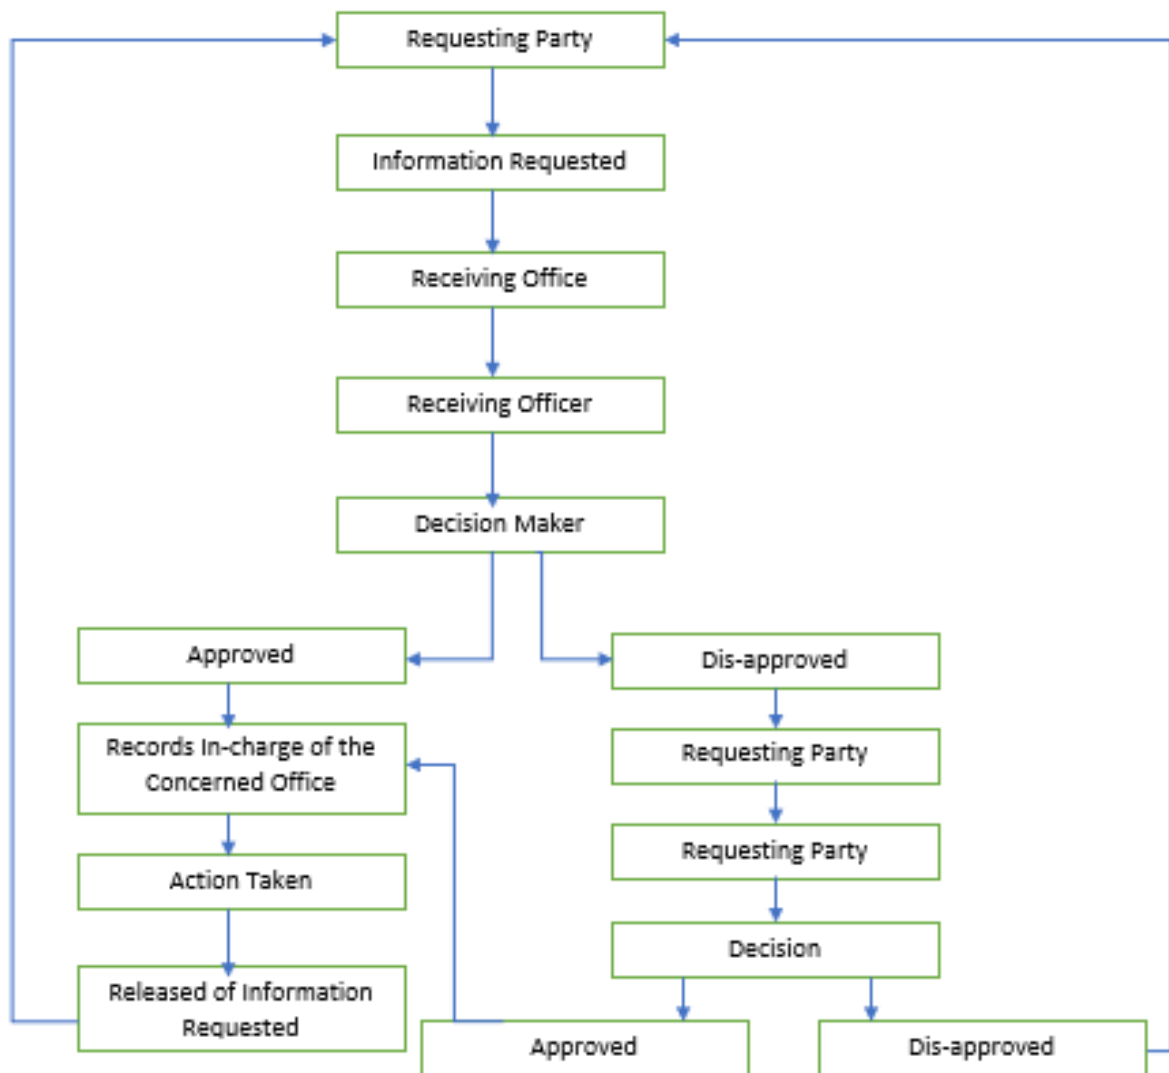 Requesting Party
Information Requested
Receiving Office
Receiving Officer
Decision Maker
Approved
Records In-charge of the
Concerned Office
Action Taken
Released of Information
Requested
Dis-approved
Requesting Party
Requesting Party
Decision
Approved
Dis-approved